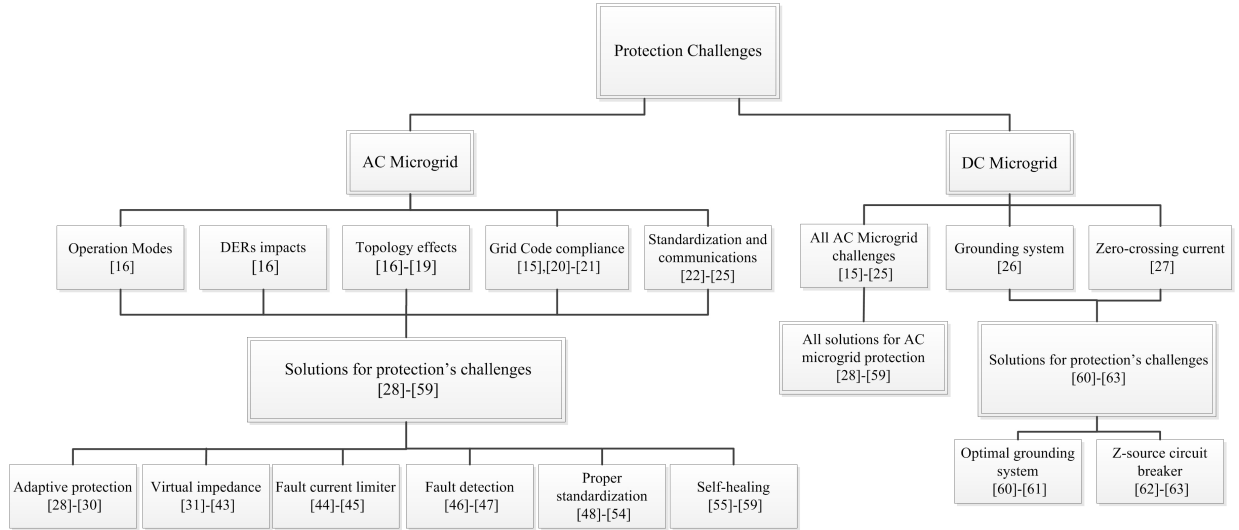 Protection Challenges
AC Microgrid
DC Microgrid
Operation Modes
[16]
DERs impacts
[16]
Topology effects
[16]-[19]
Grid Code compliance
[15],[20]-[21]
Standardization and
communications
[22]-[25]
All AC Microgrid
challenges
[15]-[25]
Grounding system
[26]
Zero-crossing current
[27]
Solutions for protection’s challenges
[28]-[59]
All solutions for AC
microgrid protection
[28]-[59]
Solutions for protection’s challenges
[60]-[63]
Adaptive protection
[28]-[30]
Virtual impedance
[31]-[43]
Fault current limiter
[44]-[45]
Fault detection
[46]-[47]
Proper
standardization
[48]-[54]
Self-healing
[55]-[59]
Optimal grounding
system
[60]-[61]
Z-source circuit
breaker
[62]-[63]